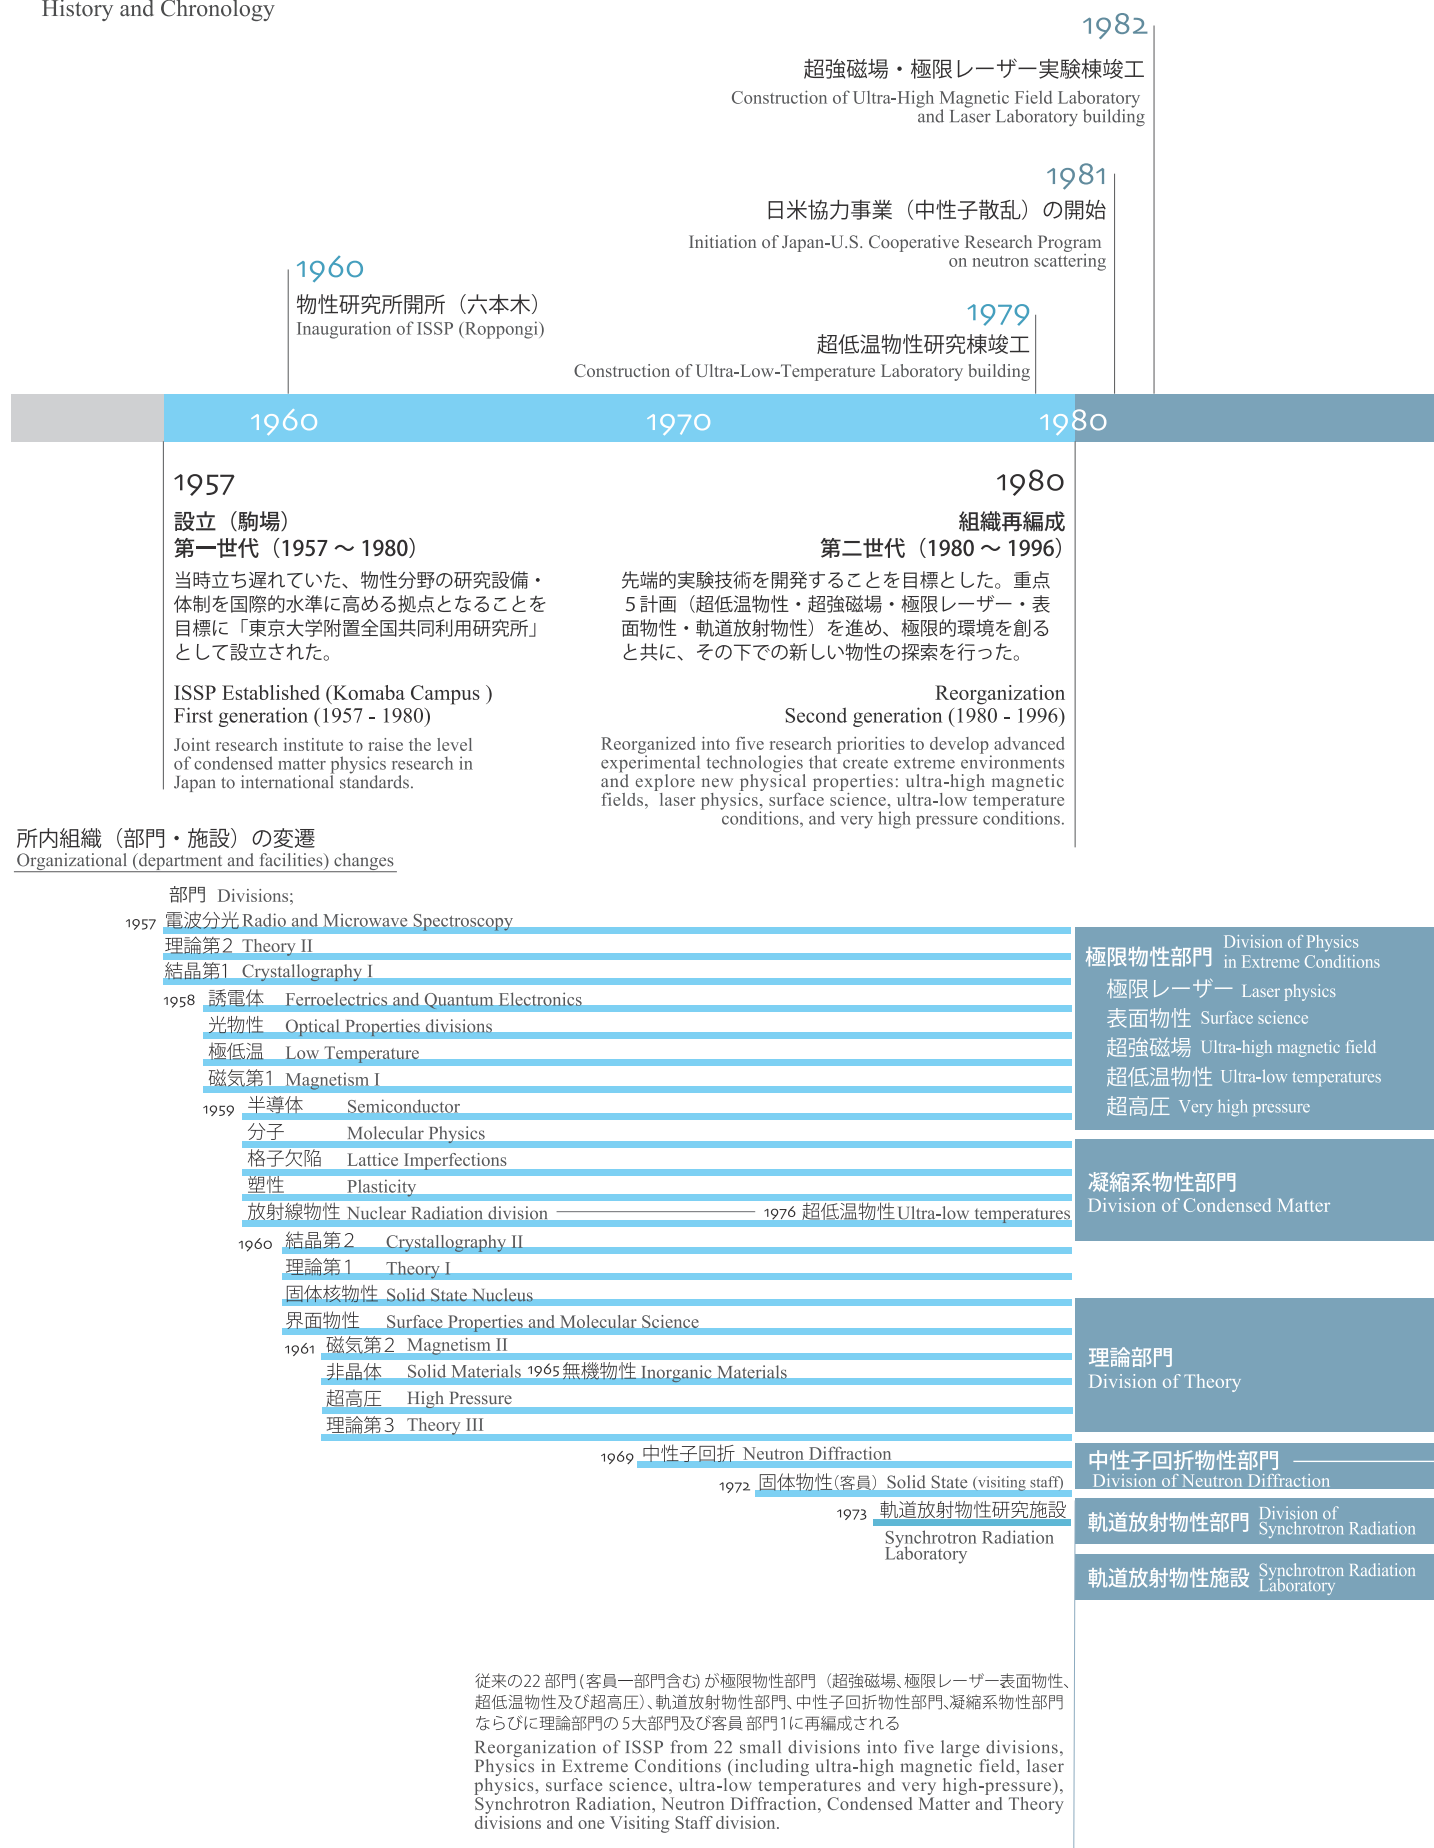 History and Chronology
1982
超強磁場・極限レーザー実験棟竣工
Construction of Ultra-High Magnetic Field Laboratory
and Laser Laboratory building
1981
日米協力事業（中性子散乱）の開始
Initiation of Japan-U.S. Cooperative Research Program
on neutron scattering
1960
物性研究所開所（六本木）
Inauguration of ISSP (Roppongi)
1979
超低温物性研究棟竣工
Construction of Ultra-Low-Temperature Laboratory building
1960 1970 1980
1957
設立（駒場）
第一世代（1957 ～ 1980）
当時立ち遅れていた、物性分野の研究設備・
体制を国際的水準に高める拠点となることを
目標に「東京大学附置全国共同利用研究所」
として設立された。
ISSP Established (Komaba Campus )
First generation (1957 - 1980)
Joint research institute to raise the level
of condensed matter physics research in
Japan to international standards.
1980
組織再編成
第二世代（1980 ～ 1996）
先端的実験技術を開発することを目標とした。重点
５計画（超低温物性・超強磁場・極限レーザー・表
面物性・軌道放射物性）を進め、極限的環境を創る
と共に、その下での新しい物性の探索を行った。
Reorganization
Second generation (1980 - 1996)
Reorganized into five research priorities to develop advanced
experimental technologies that create extreme environments
and explore new physical properties: ultra-high magnetic
fields, laser physics, surface science, ultra-low temperature
conditions, and very high pressure conditions.
所内組織（部門・施設）の変遷
Organizational (department and facilities) changes
部門 Divisions;
1957 電波分光 Radio and Microwave Spectroscopy
理論第２ Theory II
結晶第1 Crystallography I
1958 誘電体 Ferroelectrics and Quantum Electronics
光物性 Optical Properties divisions
極低温 Low Temperature
磁気第1 Magnetism I
1959 半導体 Semiconductor
分子 Molecular Physics
格子欠陥 Lattice Imperfections
塑性 Plasticity
放射線物性 Nuclear Radiation division 1976 超低温物性 Ultra-low temperatures
1960 結晶第２ Crystallography II
理論第１ Theory I
固体核物性 Solid State Nucleus
界面物性 Surface Properties and Molecular Science
1961 磁気第２ Magnetism II
非晶体 Solid Materials 1965 無機物性 Inorganic Materials
超高圧 High Pressure
理論第３ Theory III
1969 中性子回折 Neutron Diffraction
1972 固体物性(客員) Solid State (visiting staff)
1973 軌道放射物性研究施設
Synchrotron Radiation
Laboratory
極限物性部門 Division of Physics
in Extreme Conditions
極限レーザー Laser physics
表面物性 Surface science
超強磁場 Ultra-high magnetic field
超低温物性 Ultra-low temperatures
超高圧 Very high pressure
凝縮系物性部門
Division of Condensed Matter
理論部門
Division of Theory
中性子回折物性部門
Division of Neutron Diffraction
軌道放射物性部門 Division of
Synchrotron Radiation
軌道放射物性施設 Synchrotron Radiation
Laboratory
従来の22 部門 (客員一部門含む) が極限物性部門（超強磁場、極限レーザー表面物性、
超低温物性及び超高圧）、軌道放射物性部門、中性子回折物性部門、凝縮系物性部門
ならびに理論部門の 5大部門及び客員 部門1に再編成される
Reorganization of ISSP from 22 small divisions into five large divisions,
Physics in Extreme Conditions (including ultra-high magnetic field, laser
physics, surface science, ultra-low temperatures and very high-pressure),
Synchrotron Radiation, Neutron Diffraction, Condensed Matter and Theory
divisions and one Visiting Staff division.